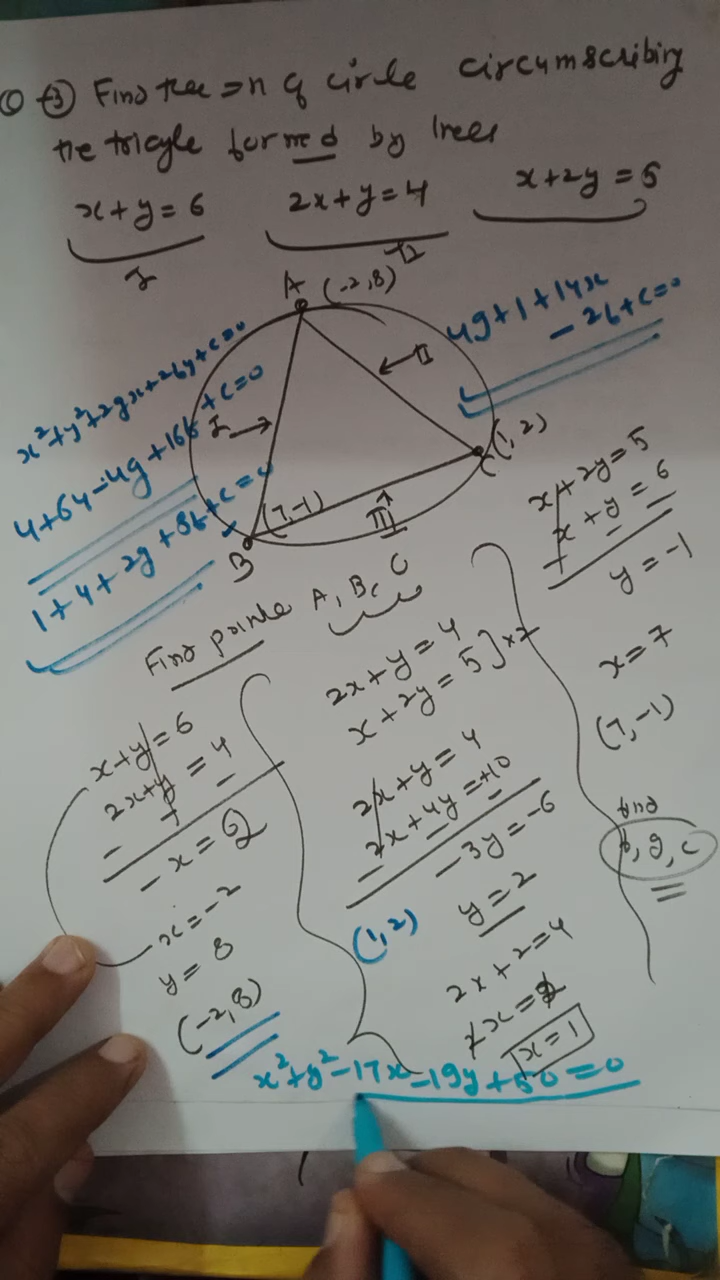 Find the =n of circle circumscribing
the triangle formed by lines
x + y = 6 2x + y = 4 x + 2y = 5
I II
A (-2,8)
4g+1+14x
- 2f+c=0
x²+y²+2gx+2fy+c=0
4+64-4g+16f+c=0
1+4+2g+8f+c=0
I
II
III
C (1,2)
(7,-1)
B
x + 2y = 5
x + y = 6
y = -1
x = 7
(7,-1)
find
f, g, c
Find points A, B, C
x+y=6
2x+y = 4
-x = 2
x = -2
y = 8
(-2,8)
2x+y=4
x+2y=5]×2
2x+y=4
2x+4y=10
-3y=-6
y=2
(1,2)
2x+2=4
x=1
x²+y²-17x-19y+50=0